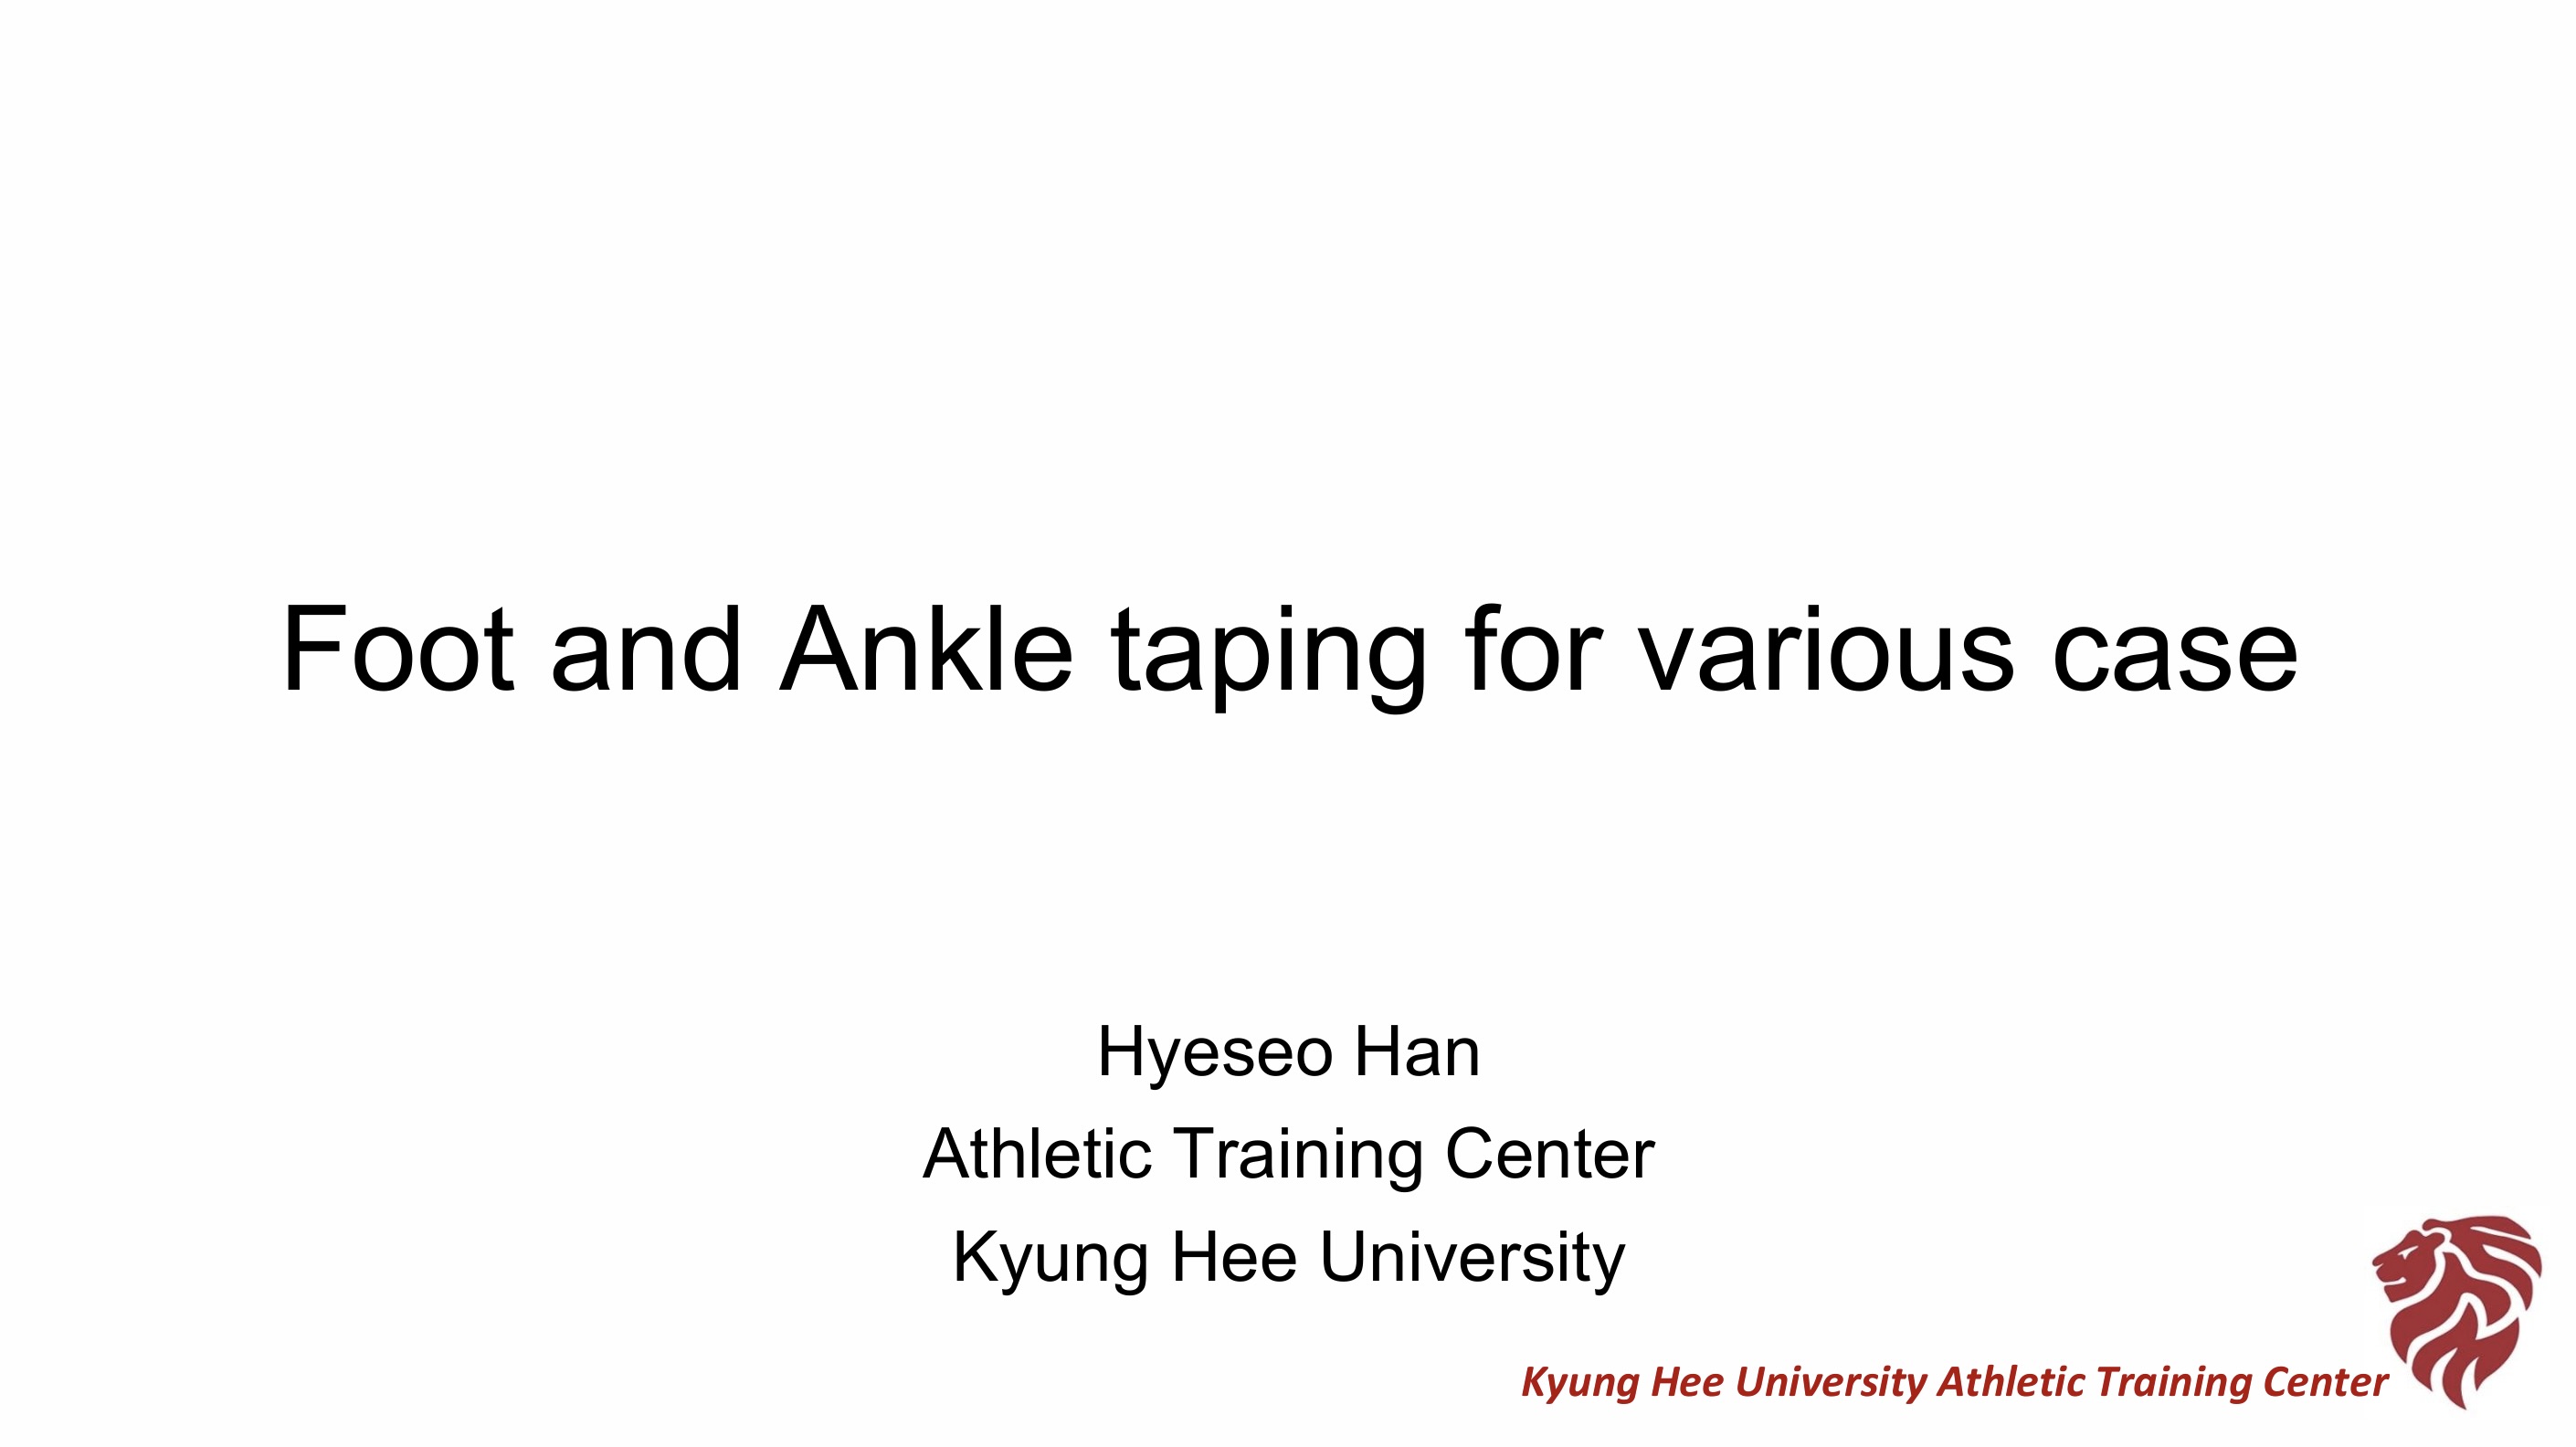 Foot and Ankle taping for various case
Hyeseo Han
Athletic Training Center
Kyung Hee University
Kyung Hee University Athletic Training Center